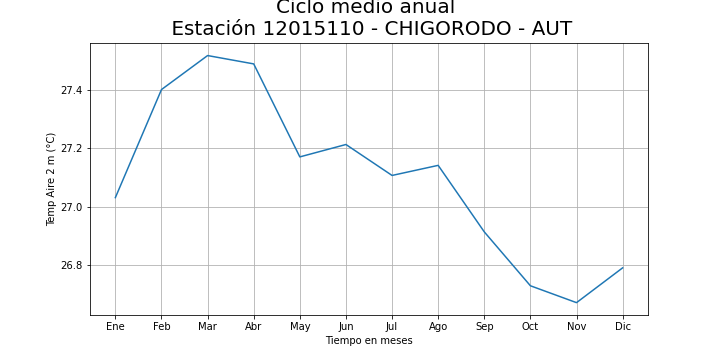 Ciclo medio anual
Estación 12015110 - CHIGORODO - AUT
27.4
27.2
27.0
26.8
Temp Aire 2 m (°C)
Ene Feb Mar Abr May Jun Jul Ago Sep Oct Nov Dic
Tiempo en meses